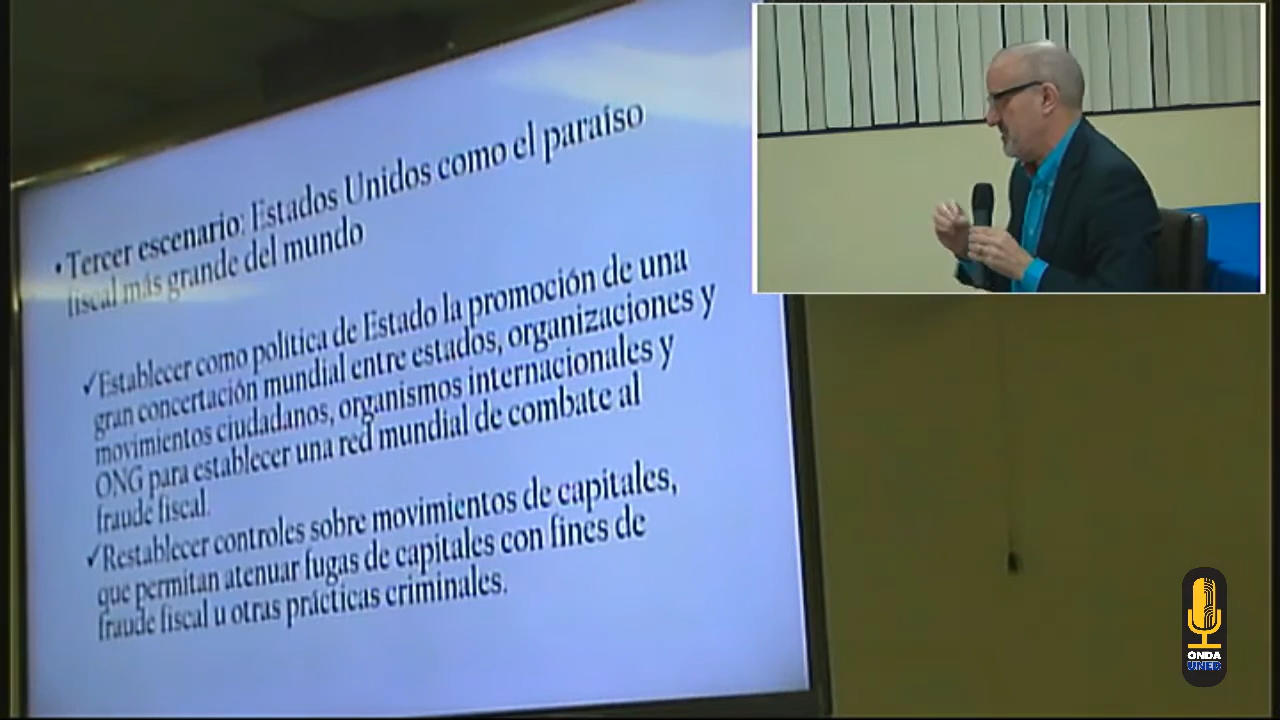 • Tercer escenario: Estados Unidos como el paraíso
fiscal más grande del mundo
✓Establecer como política de Estado la promoción de una
gran concertación mundial entre estados, organizaciones y
movimientos ciudadanos, organismos internacionales y
ONG para establecer una red mundial de combate al
fraude fiscal.
✓Restablecer controles sobre movimientos de capitales,
que permitan atenuar fugas de capitales con fines de
fraude fiscal u otras prácticas criminales.
ONDA
UNED